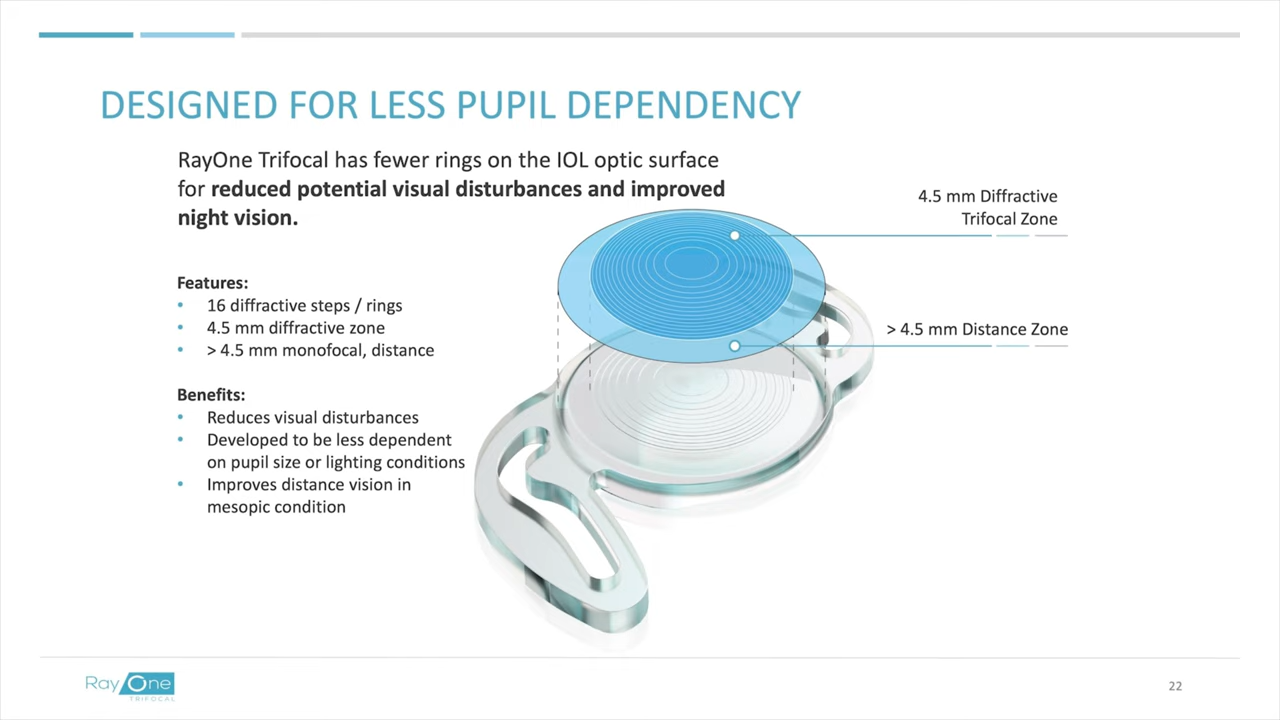 DESIGNED FOR LESS PUPIL DEPENDENCY
RayOne Trifocal has fewer rings on the IOL optic surface
for reduced potential visual disturbances and improved
night vision.
4.5 mm Diffractive
Trifocal Zone
Features:
• 16 diffractive steps / rings
• 4.5 mm diffractive zone
• > 4.5 mm monofocal, distance
> 4.5 mm Distance Zone
Benefits:
• Reduces visual disturbances
• Developed to be less dependent
on pupil size or lighting conditions
• Improves distance vision in
mesopic condition
RayOne
TRIFOCAL
22